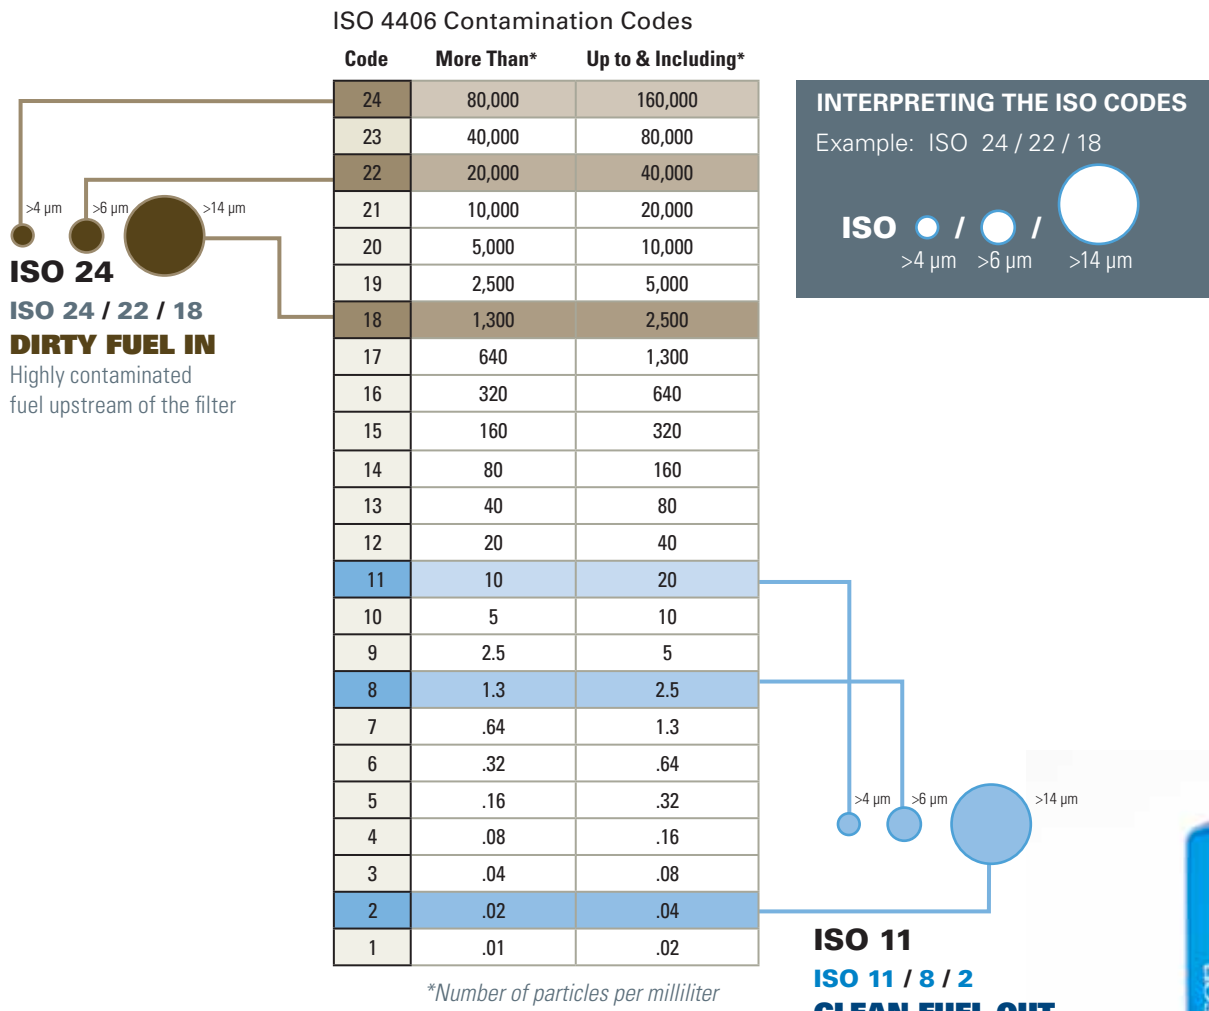 ISO 4406 Contamination Codes
Code More Than* Up to & Including*
24 80,000 160,000
23 40,000 80,000
22 20,000 40,000
21 10,000 20,000
20 5,000 10,000
19 2,500 5,000
18 1,300 2,500
17 640 1,300
16 320 640
15 160 320
14 80 160
13 40 80
12 20 40
11 10 20
10 5 10
9 2.5 5
8 1.3 2.5
7 .64 1.3
6 .32 .64
5 .16 .32
4 .08 .16
3 .04 .08
2 .02 .04
1 .01 .02
*Number of particles per milliliter
>4 µm >6 µm >14 µm
ISO 24
ISO 24 / 22 / 18
DIRTY FUEL IN
Highly contaminated
fuel upstream of the filter
INTERPRETING THE ISO CODES
Example: ISO 24 / 22 / 18
ISO / /
>4 µm >6 µm >14 µm
>4 µm >6 µm >14 µm
ISO 11
ISO 11 / 8 / 2
CLEAN FUEL OUT